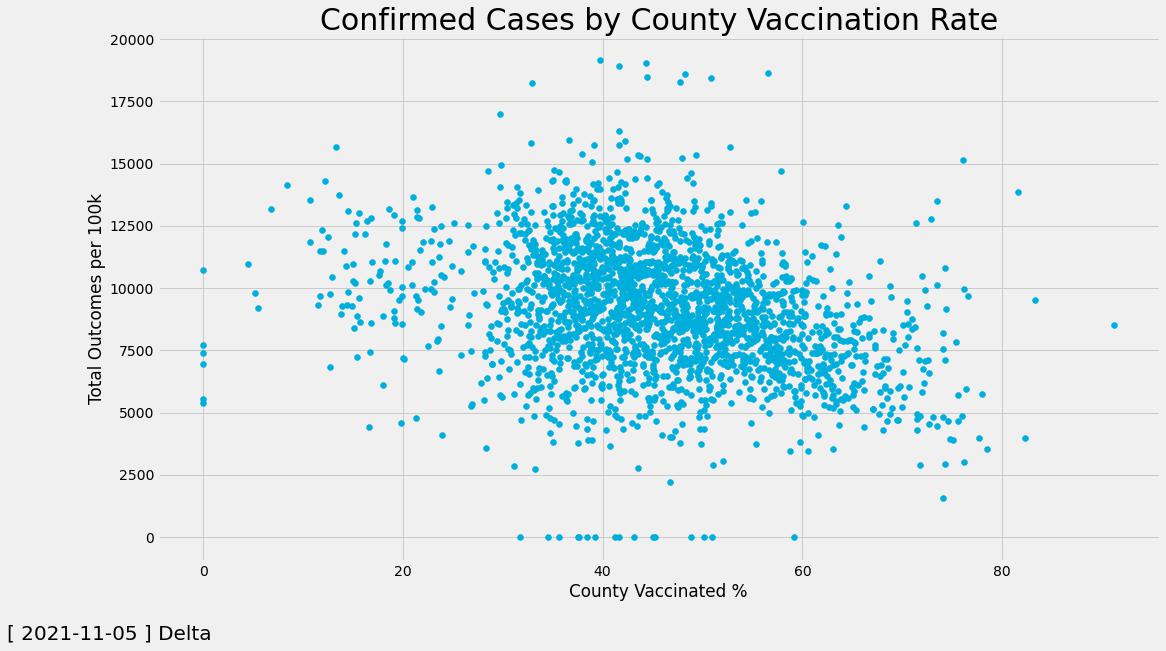 Confirmed Cases by County Vaccination Rate
20000
17500
15000
12500
10000
7500
5000
2500
0
Total Outcomes per 100k
0 20 40 60 80
County Vaccinated %
[ 2021-11-05 ] Delta